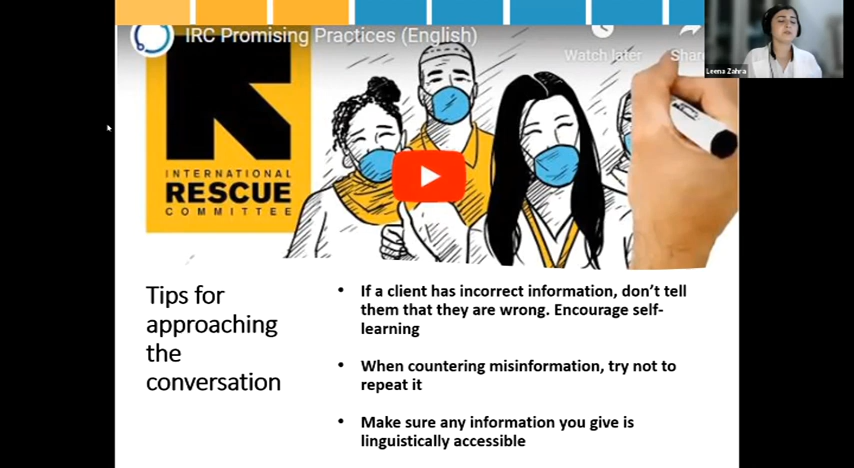 IRC Promising Practices (English)
Watch later
Share
Leena Zahra
INTERNATIONAL
RESCUE
COMMITTEE
Tips for
approaching
the
conversation
• If a client has incorrect information, don’t tell
them that they are wrong. Encourage self-
learning
• When countering misinformation, try not to
repeat it
• Make sure any information you give is
linguistically accessible